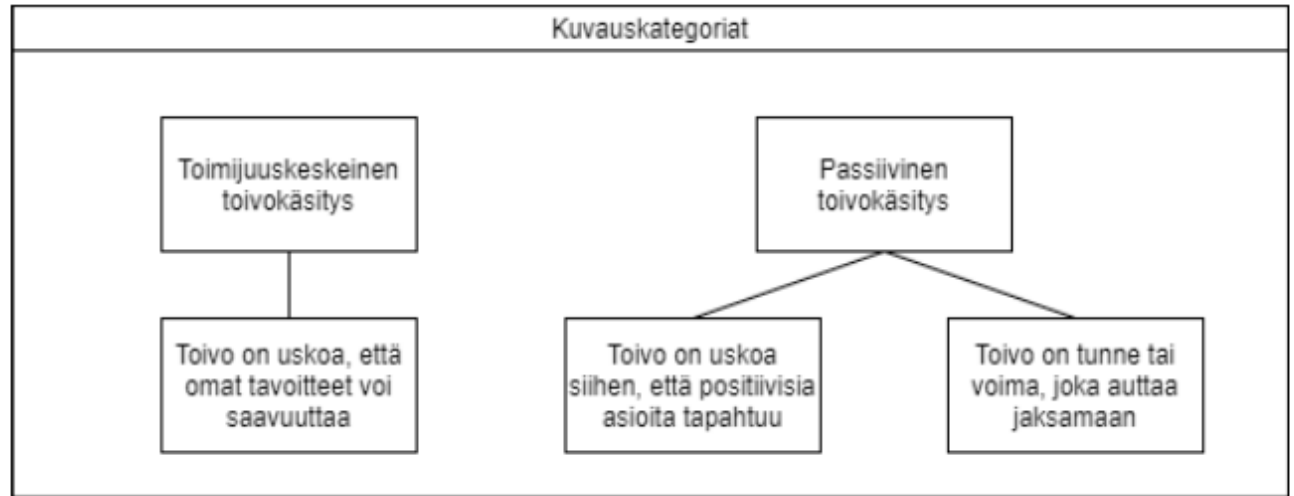 Kuvauskategoriat
Toimijuuskeskeinen
toivokäsitys
Passiivinen
toivokäsitys
Toivo on uskoa, että
omat tavoitteet voi
saavuuttaa
Toivo on uskoa
siihen, että positiivisia
asioita tapahtuu
Toivo on tunne tai
voima, joka auttaa
jaksamaan